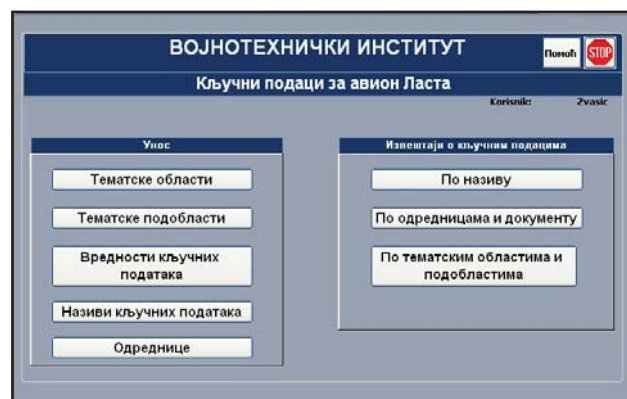 ВОЈНОТЕХНИЧКИ ИНСТИТУТ
Помоћ
STOP
Кључни подаци за авион Ласта
Korisnik: Zvasic
Унос
Тематске области
Тематске подобласти
Вредности кључних
података
Називи кључних података
Одреднице
Извештаји о кључним подацима
По називу
По одредницама и документу
По тематским областима и
подобластима